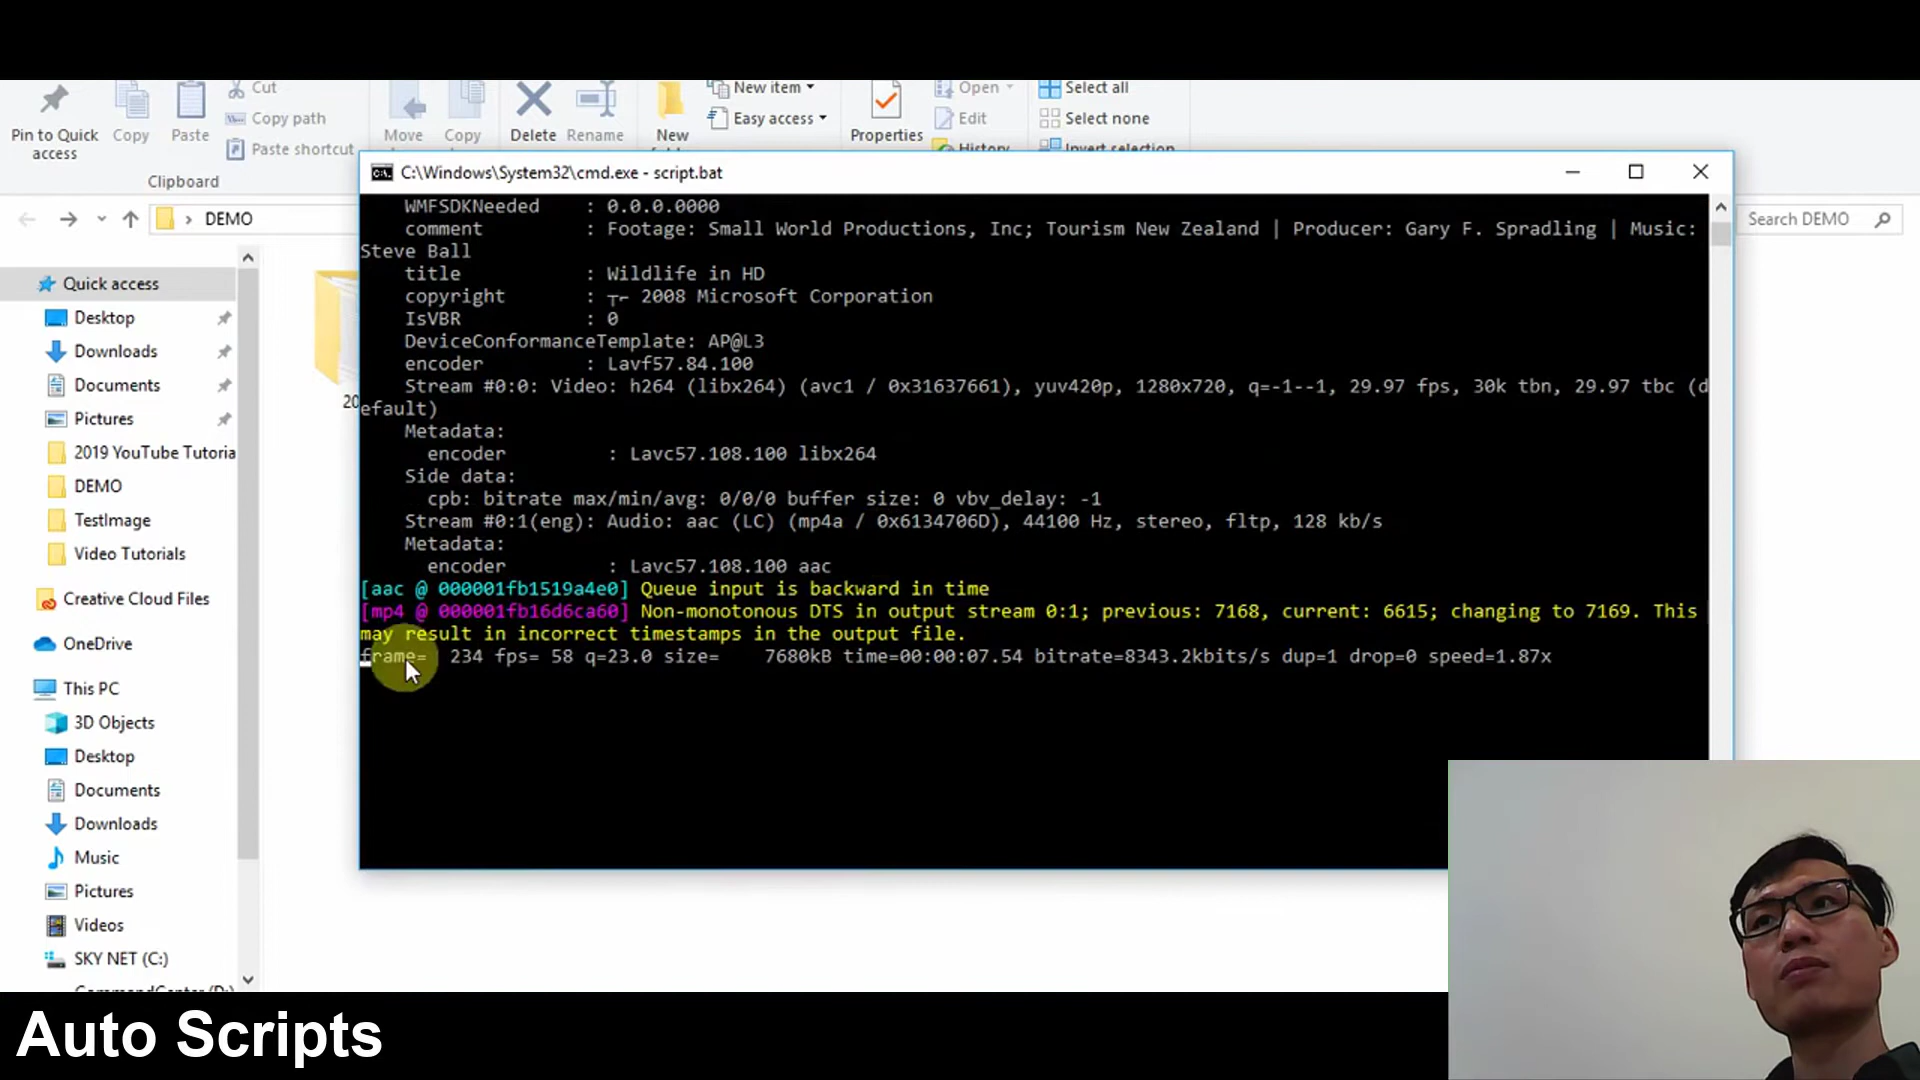 Cut
New item
Open
Select all
Copy path
Easy access
Edit
Select none
Pin to Quick access
Copy
Paste
Paste shortcut
Move
Copy
Delete
Rename
New
Properties
History
Invert selection
Clipboard
C:\Windows\System32\cmd.exe - script.bat
DEMO
Search DEMO
Quick access
Desktop
Downloads
Documents
Pictures
2019 YouTube Tutoria
DEMO
TestImage
Video Tutorials
Creative Cloud Files
OneDrive
This PC
3D Objects
Desktop
Documents
Downloads
Music
Pictures
Videos
SKY NET (C:)
20
WMFSDKNeeded : 0.0.0.0000
comment : Footage: Small World Productions, Inc; Tourism New Zealand | Producer: Gary F. Spradling | Music:
Steve Ball
title : Wildlife in HD
copyright : ┬⌐ 2008 Microsoft Corporation
IsVBR : 0
DeviceConformanceTemplate: AP@L3
encoder : Lavf57.84.100
Stream #0:0: Video: h264 (libx264) (avc1 / 0x31637661), yuv420p, 1280x720, q=-1--1, 29.97 fps, 30k tbn, 29.97 tbc (d
efault)
Metadata:
encoder : Lavc57.108.100 libx264
Side data:
cpb: bitrate max/min/avg: 0/0/0 buffer size: 0 vbv_delay: -1
Stream #0:1(eng): Audio: aac (LC) (mp4a / 0x6134706D), 44100 Hz, stereo, fltp, 128 kb/s
Metadata:
encoder : Lavc57.108.100 aac
[aac @ 000001fb1519a4e0] Queue input is backward in time
[mp4 @ 000001fb16d6ca60] Non-monotonous DTS in output stream 0:1; previous: 7168, current: 6615; changing to 7169. This
may result in incorrect timestamps in the output file.
frame= 234 fps= 58 q=23.0 size= 7680kB time=00:00:07.54 bitrate=8343.2kbits/s dup=1 drop=0 speed=1.87x
Auto Scripts